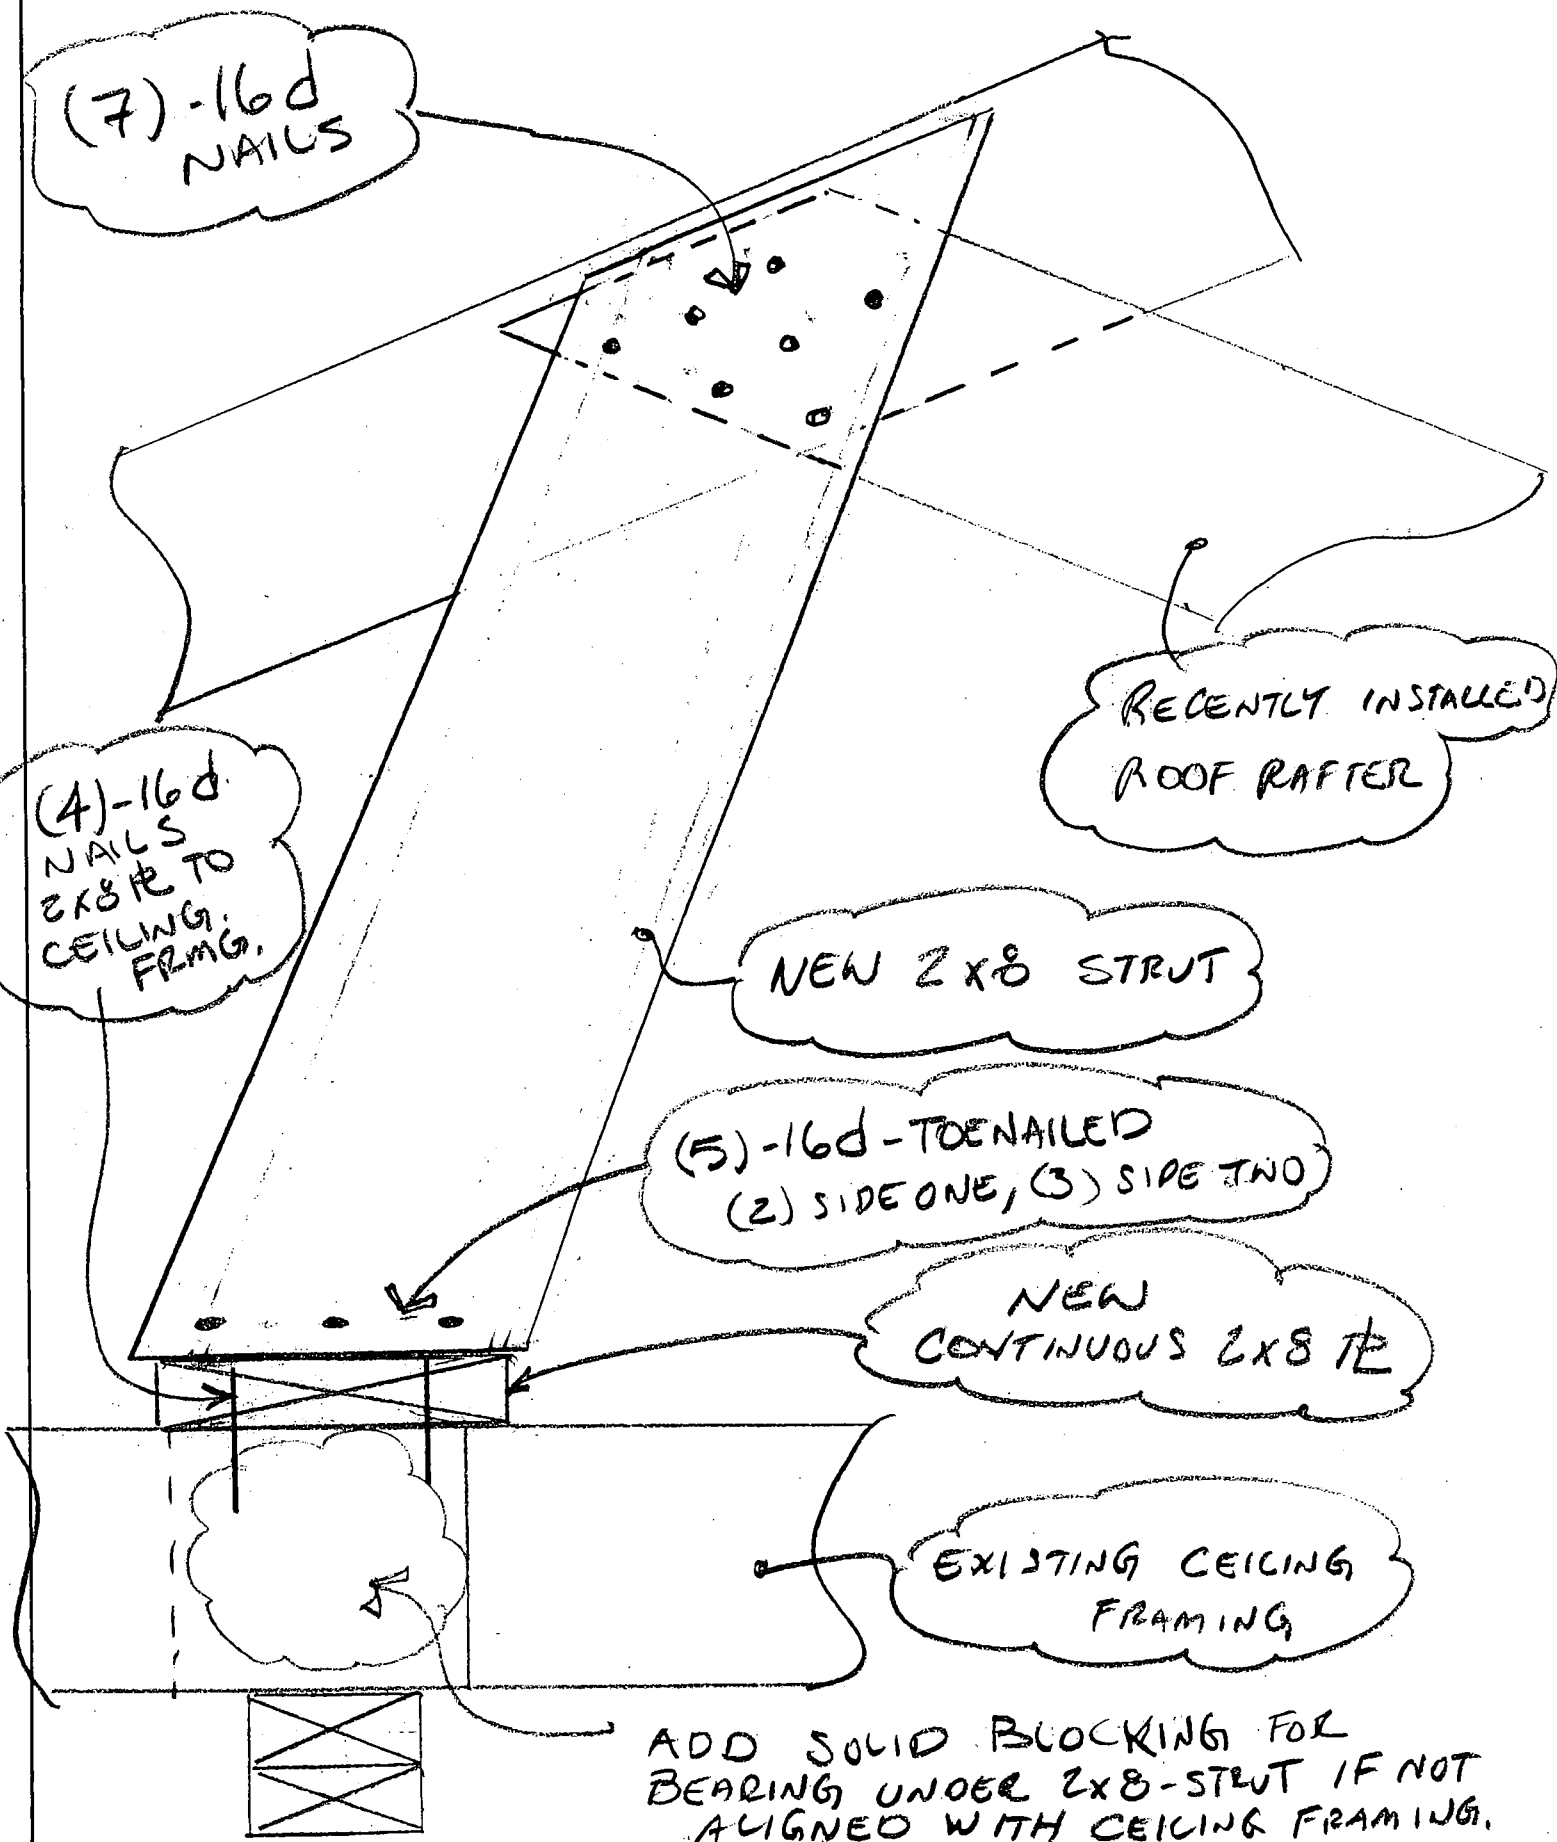 (7)-16d
NAILS
RECENTLY INSTALLED
ROOF RAFTER
(4)-16d
NAILS
2x8 PL TO
CEILING.
FRMG.
NEW 2x8 STRUT
(5)-16d-TOENAILED
(2) SIDE ONE, (3) SIDE TWO
NEW
CONTINUOUS 2x8 PL
EXISTING CEILING
FRAMING
ADD SOLID BLOCKING FOR
BEARING UNDER 2x8-STRUT IF NOT
ALIGNED WITH CEILING FRAMING.